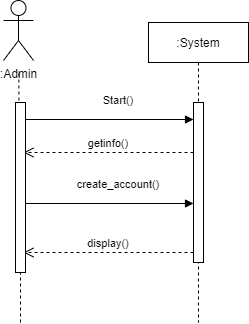 :Admin
:System
Start()
getinfo()
create_account()
display()